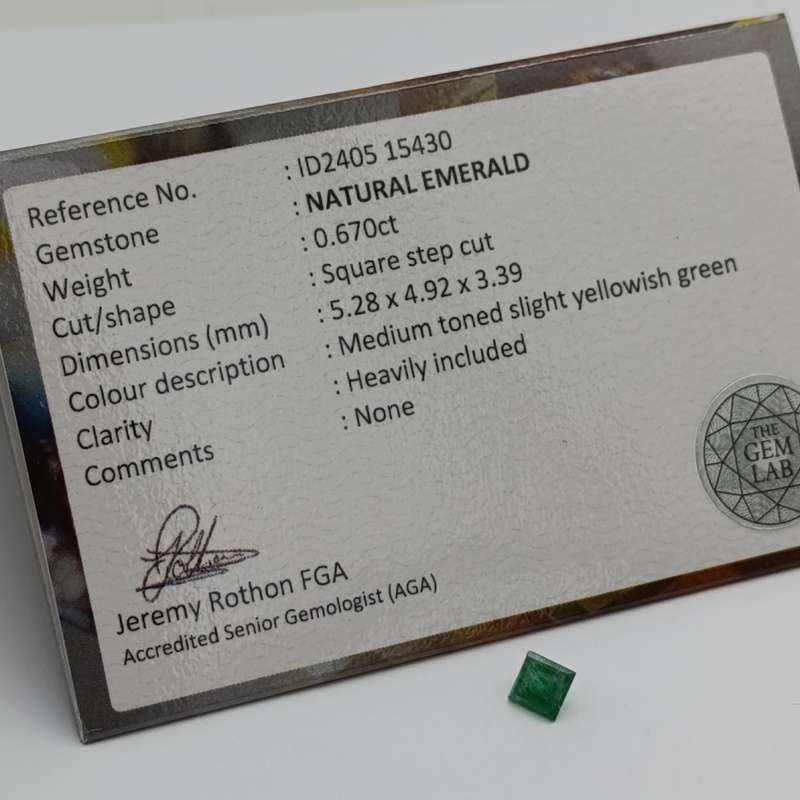 Reference No. : ID2405 15430
Gemstone : NATURAL EMERALD
Weight : 0.670ct
Cut/shape : Square step cut
Dimensions (mm) : 5.28 x 4.92 x 3.39
Colour description : Medium toned slight yellowish green
Clarity : Heavily included
Comments : None
THE
GEM
LAB
Jeremy Rothon FGA
Accredited Senior Gemologist (AGA)